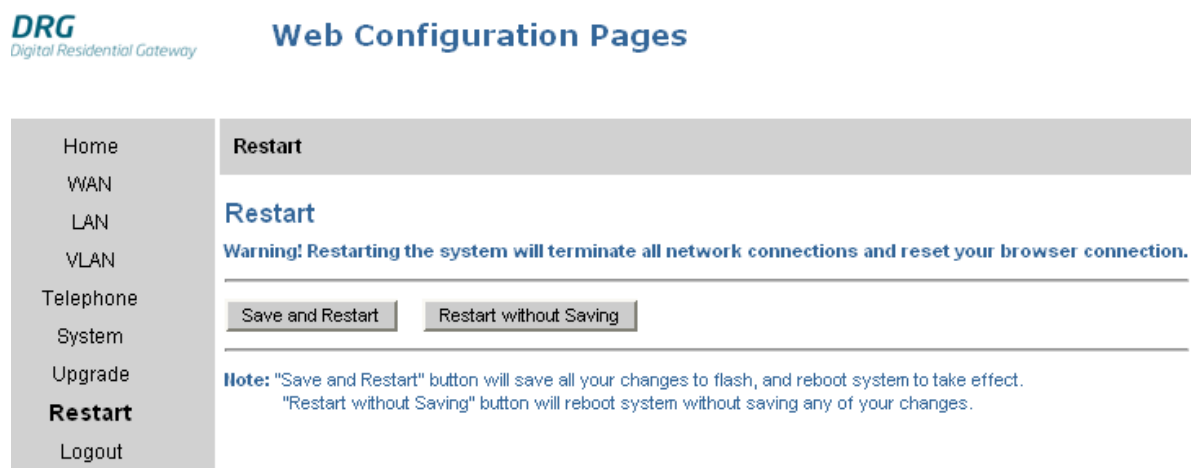 DRG
Digital Residential Gateway
Web Configuration Pages
Home
WAN
LAN
VLAN
Telephone
System
Upgrade
Restart
Logout
Restart
Restart
Warning! Restarting the system will terminate all network connections and reset your browser connection.
Save and Restart Restart without Saving
Note: "Save and Restart" button will save all your changes to flash, and reboot system to take effect.
"Restart without Saving" button will reboot system without saving any of your changes.